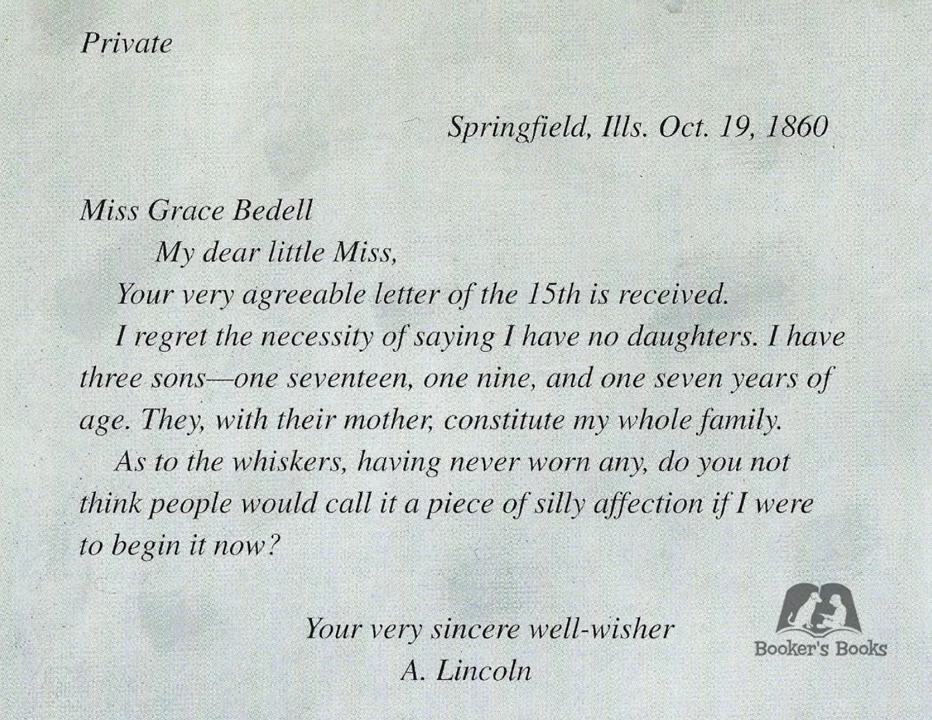 Private
Springfield, Ills. Oct. 19, 1860
Miss Grace Bedell
My dear little Miss,
Your very agreeable letter of the 15th is received.
I regret the necessity of saying I have no daughters. I have
three sons—one seventeen, one nine, and one seven years of
age. They, with their mother, constitute my whole family.
As to the whiskers, having never worn any, do you not
think people would call it a piece of silly affection if I were
to begin it now?
Your very sincere well-wisher
A. Lincoln
Booker's Books